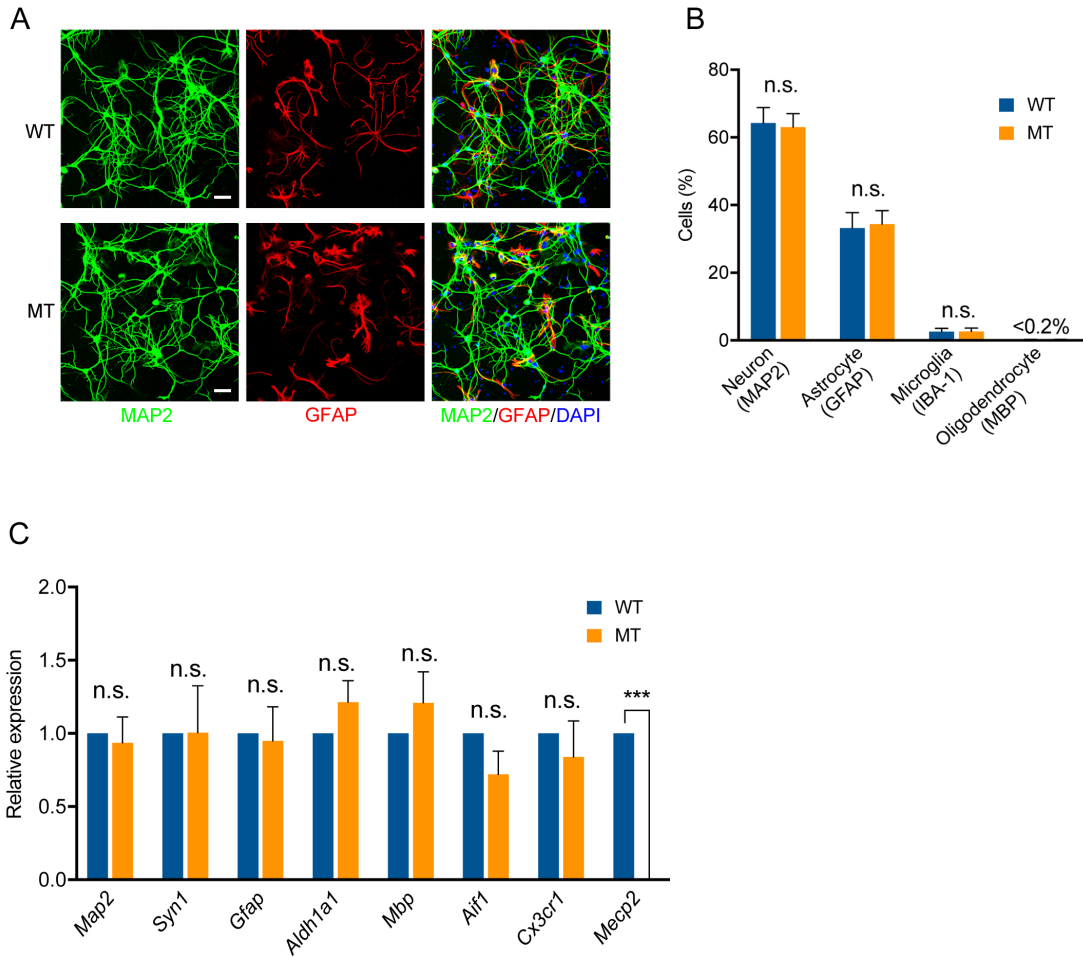 A
WT
MT
MAP2
GFAP
MAP2/GFAP/DAPI
B
Cells (%)
80
60
40
20
0
n.s.
n.s.
n.s.
<0.2%
WT
MT
Neuron
(MAP2)
Astrocyte
(GFAP)
Microglia
(IBA-1)
Oligodendrocyte
(MBP)
C
Relative expression
2.0
1.5
1.0
0.5
0.0
n.s.
n.s.
n.s.
n.s.
n.s.
n.s.
n.s.
***
WT
MT
Map2
Syn1
Gfap
Aldh1a1
Mbp
Aif1
Cx3cr1
Mecp2